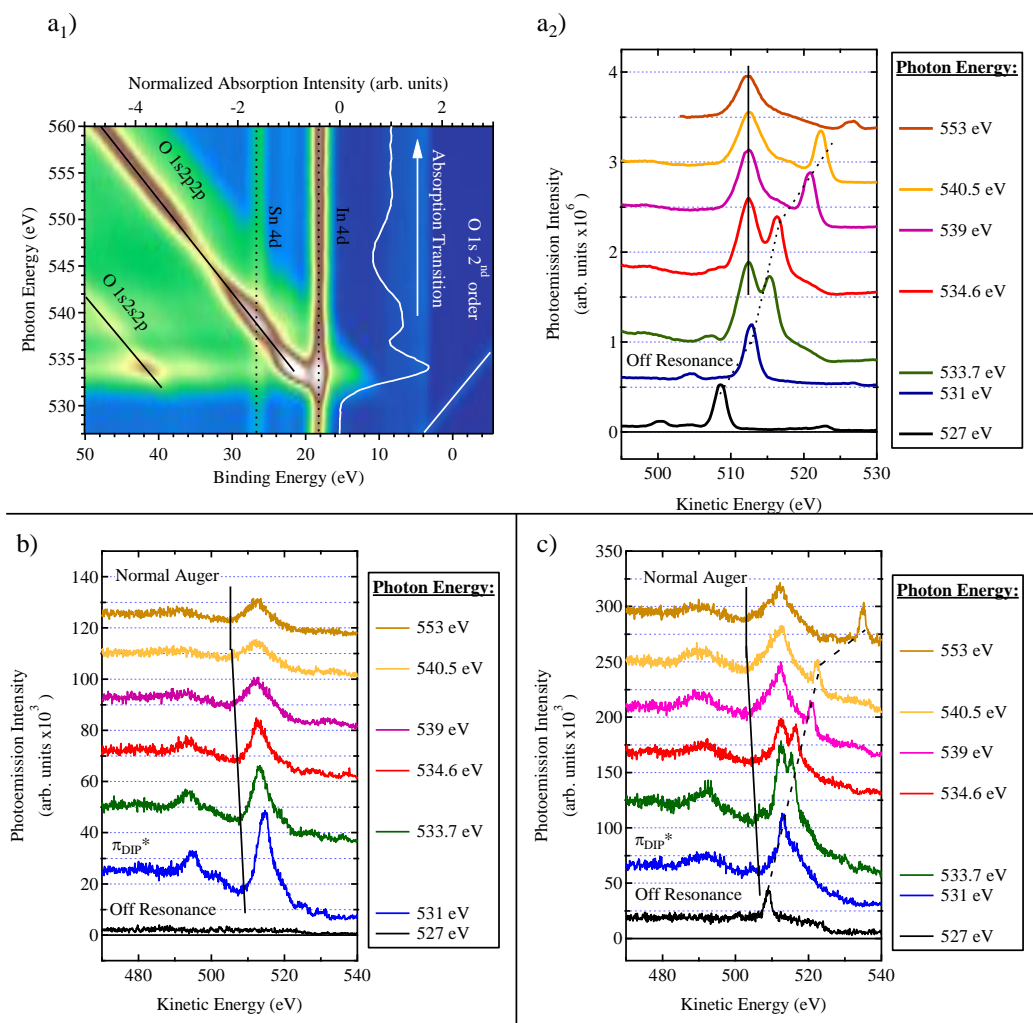 a1)
Normalized Absorption Intensity (arb. units)
-4 -2 0 2
560
555
550
545
540
535
530
Photon Energy (eV)
O 1s2p2p
O 1s2s2p
Sn 4d
In 4d
Absorption Transition
O 1s 2nd order
50 40 30 20 10 0
Binding Energy (eV)
a2)
4
3
2
1
0
Photoemission Intensity
(arb. units x10^6)
Off Resonance
500 510 520 530
Kinetic Energy (eV)
Photon Energy:
553 eV
540.5 eV
539 eV
534.6 eV
533.7 eV
531 eV
527 eV
b)
140
120
100
80
60
40
20
0
Photoemission Intensity
(arb. units x10^3)
Normal Auger
πDIP*
Off Resonance
480 500 520 540
Kinetic Energy (eV)
Photon Energy:
553 eV
540.5 eV
539 eV
534.6 eV
533.7 eV
531 eV
527 eV
c)
350
300
250
200
150
100
50
0
Photoemission Intensity
(arb. units x10^3)
Normal Auger
πDIP*
Off Resonance
480 500 520 540
Kinetic Energy (eV)
Photon Energy:
553 eV
540.5 eV
539 eV
534.6 eV
533.7 eV
531 eV
527 eV